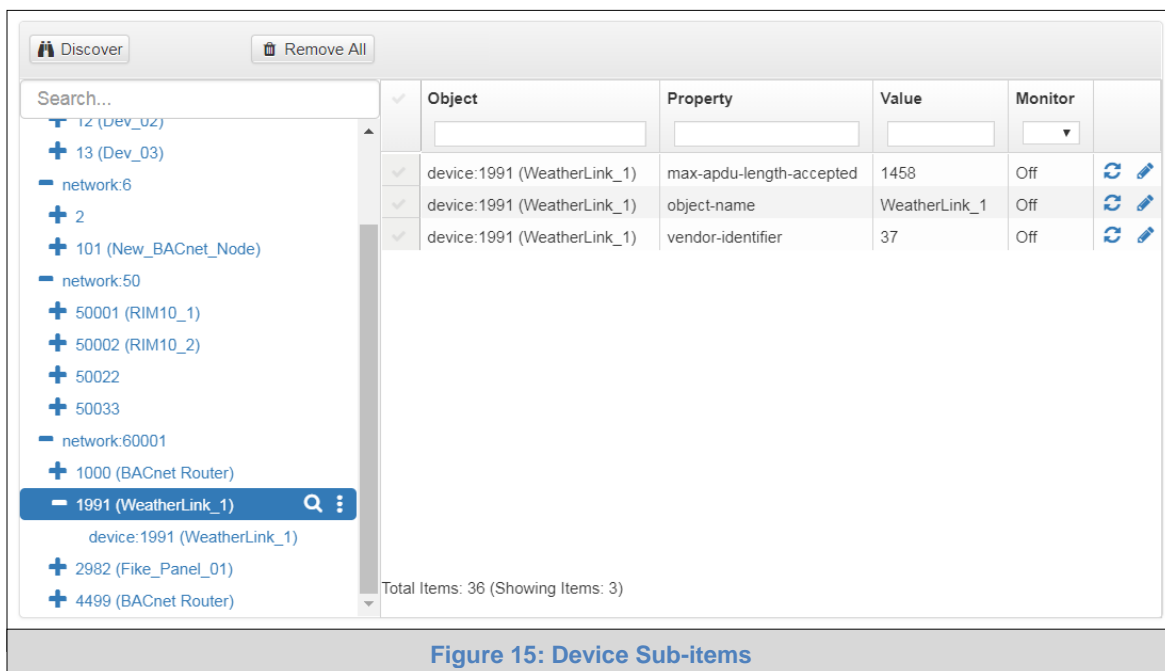 Discover Remove All
Search...
12 (Dev_02)
13 (Dev_03)
network:6
2
101 (New_BACnet_Node)
network:50
50001 (RIM10_1)
50002 (RIM10_2)
50022
50033
network:60001
1000 (BACnet Router)
1991 (WeatherLink_1)
device:1991 (WeatherLink_1)
2982 (Fike_Panel_01)
4499 (BACnet Router)
Object Property Value Monitor
device:1991 (WeatherLink_1) max-apdu-length-accepted 1458 Off
device:1991 (WeatherLink_1) object-name WeatherLink_1 Off
device:1991 (WeatherLink_1) vendor-identifier 37 Off
Total Items: 36 (Showing Items: 3)
Figure 15: Device Sub-items